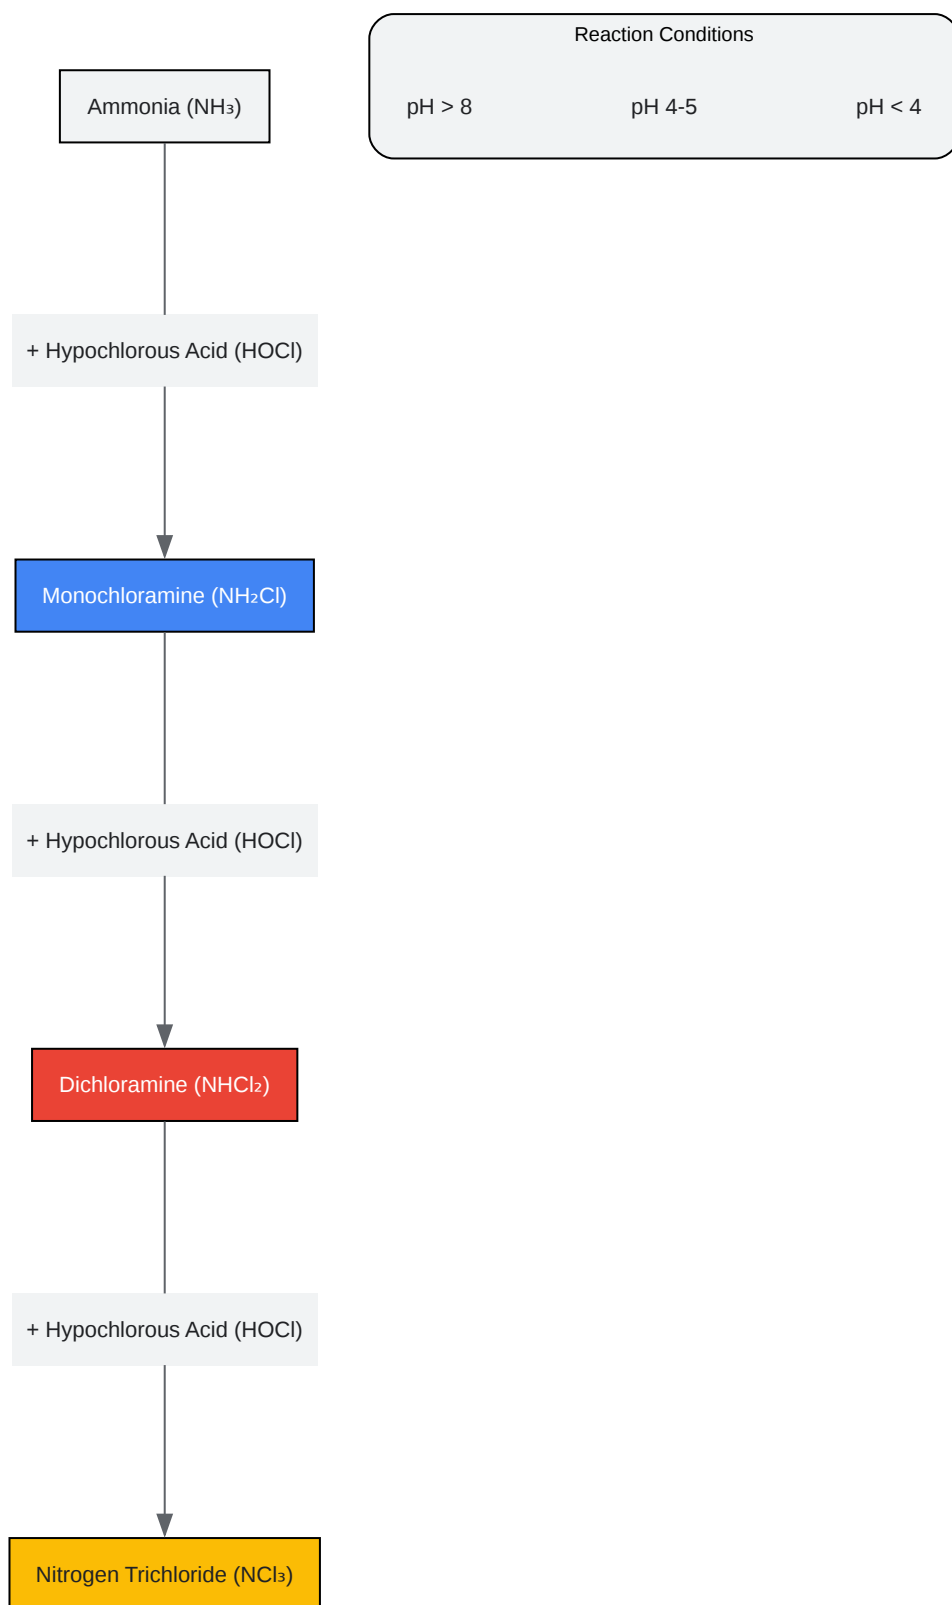 Reaction Conditions
pH > 8
pH 4-5
pH < 4
Ammonia (NH₃)
+ Hypochlorous Acid (HOCl)
Monochloramine (NH₂Cl)
+ Hypochlorous Acid (HOCl)
Dichloramine (NHCl₂)
+ Hypochlorous Acid (HOCl)
Nitrogen Trichloride (NCl₃)